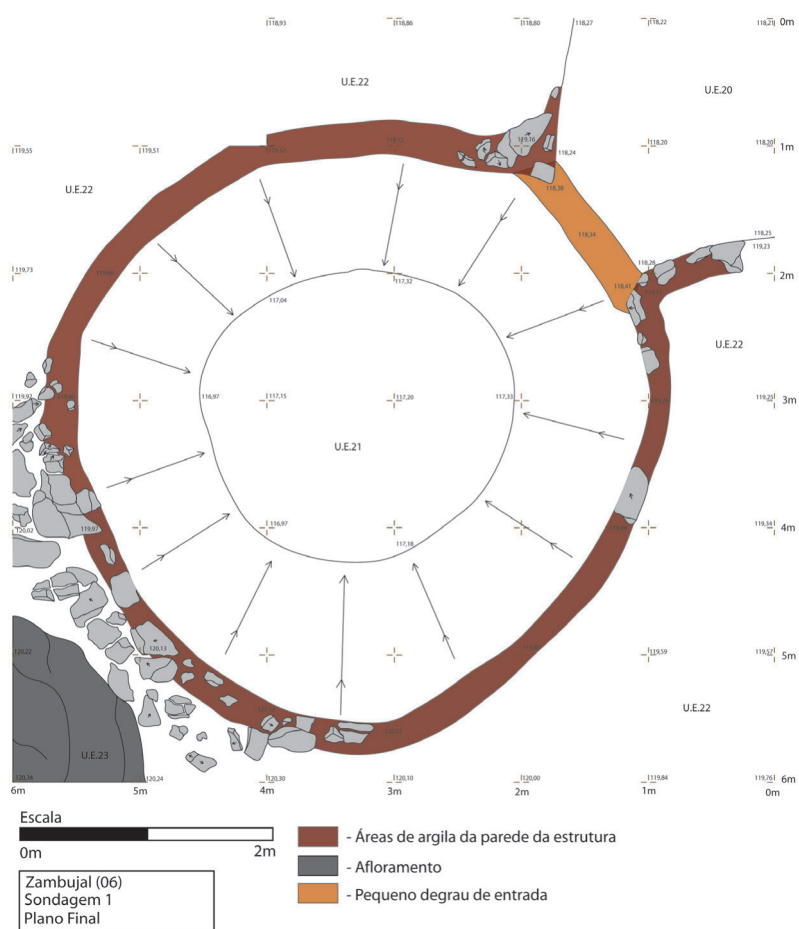 118,93 118,86 118,80 118,27 118,22 118,21 0m
U.E.22 U.E.20
119,16
119,55 119,51 118,24 118,20 118,20 1m
U.E.22 118,38
118,34 118,25
119,23
119,73 118,28 2m
117,32 118,41
117,04
U.E.22
119,92 116,97 117,15 117,20 117,33 119,25 3m
U.E.21
120,02 119,97 116,97 119,34 4m
117,18
120,22 120,13 119,59 119,57 5m
U.E.22
U.E.23
120,34 120,24 120,30 120,10 120,00 119,84 119,76 6m
6m 5m 4m 3m 2m 1m 0m
Escala
0m 2m
Zambujal (06)
Sondagem 1
Plano Final
- Áreas de argila da parede da estrutura
- Afloramento
- Pequeno degrau de entrada